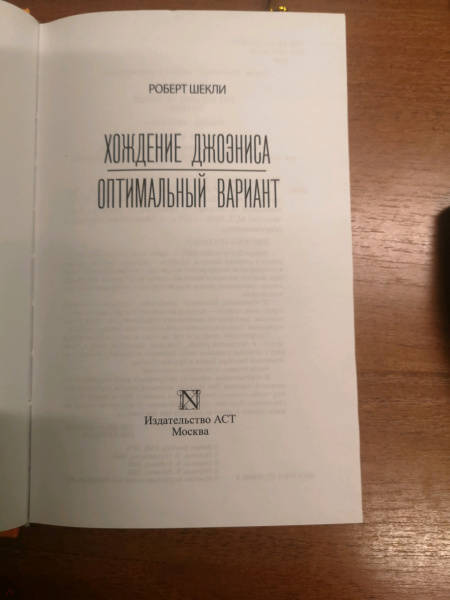 РОБЕРТ ШЕКЛИ
ХОЖДЕНИЕ ДЖОЭНИСА
ОПТИМАЛЬНЫЙ ВАРИАНТ
N
Издательство АСТ
Москва